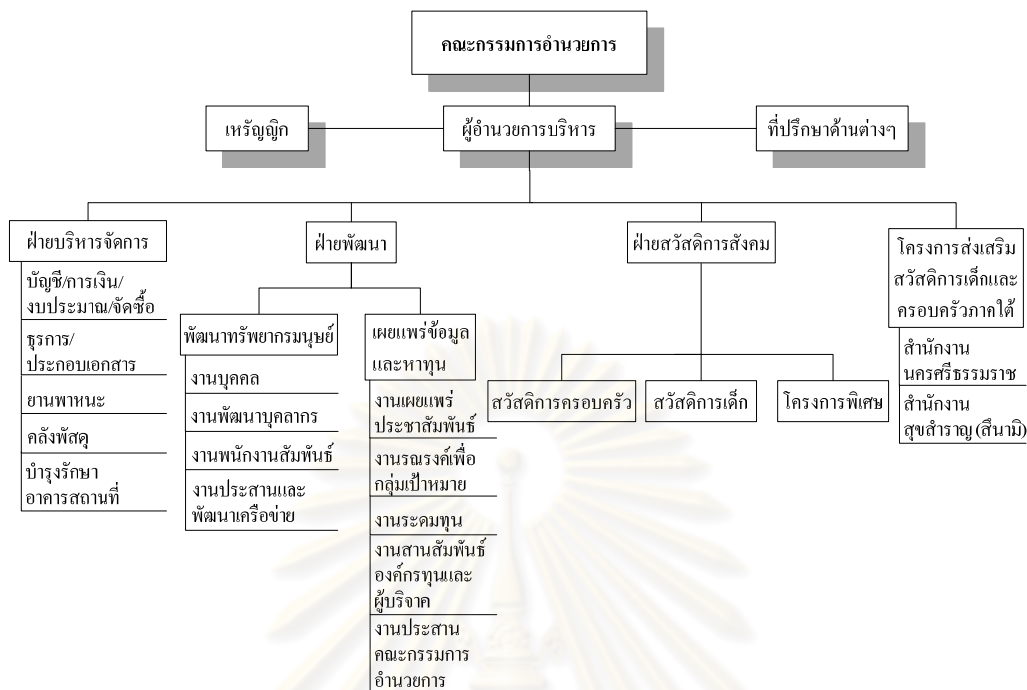 คณะกรรมการอำนวยการ
เหรัญญิก
ผู้อำนวยการบริหาร
ที่ปรึกษาด้านต่างๆ
ฝ่ายบริหารจัดการ
บัญชี/การเงิน/
งบประมาณ/จัดซื้อ
ธุรการ/
ประกอบเอกสาร
ยานพาหนะ
คลังพัสดุ
บำรุงรักษา
อาคารสถานที่
ฝ่ายพัฒนา
พัฒนาทรัพยากรมนุษย์
งานบุคคล
งานพัฒนาบุคลากร
งานพนักงานสัมพันธ์
งานประสานและ
พัฒนาเครือข่าย
เผยแพร่ข้อมูล
และหาทุน
งานเผยแพร่
ประชาสัมพันธ์
งานรณรงค์เพื่อ
กลุ่มเป้าหมาย
งานระดมทุน
งานสานสัมพันธ์
องค์กรทุนและ
ผู้บริจาค
งานประสาน
คณะกรรมการ
อำนวยการ
ฝ่ายสวัสดิการสังคม
สวัสดิการครอบครัว
สวัสดิการเด็ก
โครงการพิเศษ
โครงการส่งเสริม
สวัสดิการเด็กและ
ครอบครัวภาคใต้
สำนักงาน
นครศรีธรรมราช
สำนักงาน
สุขสำราญ (สึนามิ)